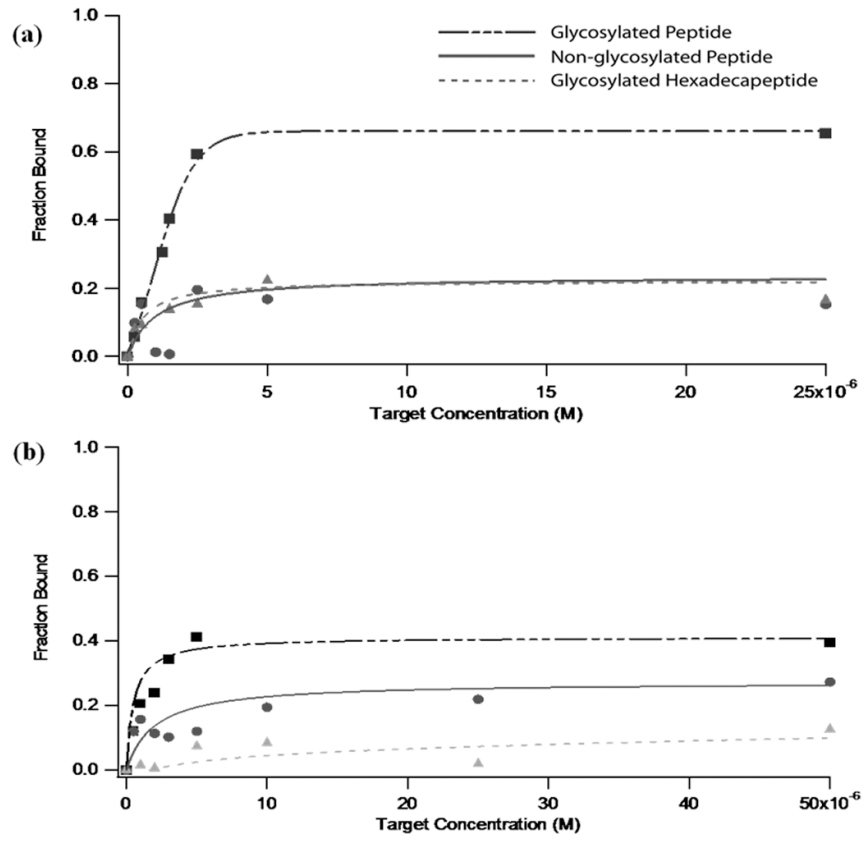 (a)
Glycosylated Peptide
Non-glycosylated Peptide
Glycosylated Hexadecapeptide
Fraction Bound
1.0
0.8
0.6
0.4
0.2
0.0
0 5 10 15 20 25x10-6
Target Concentration (M)
(b)
Fraction Bound
1.0
0.8
0.6
0.4
0.2
0.0
0 10 20 30 40 50x10-6
Target Concentration (M)